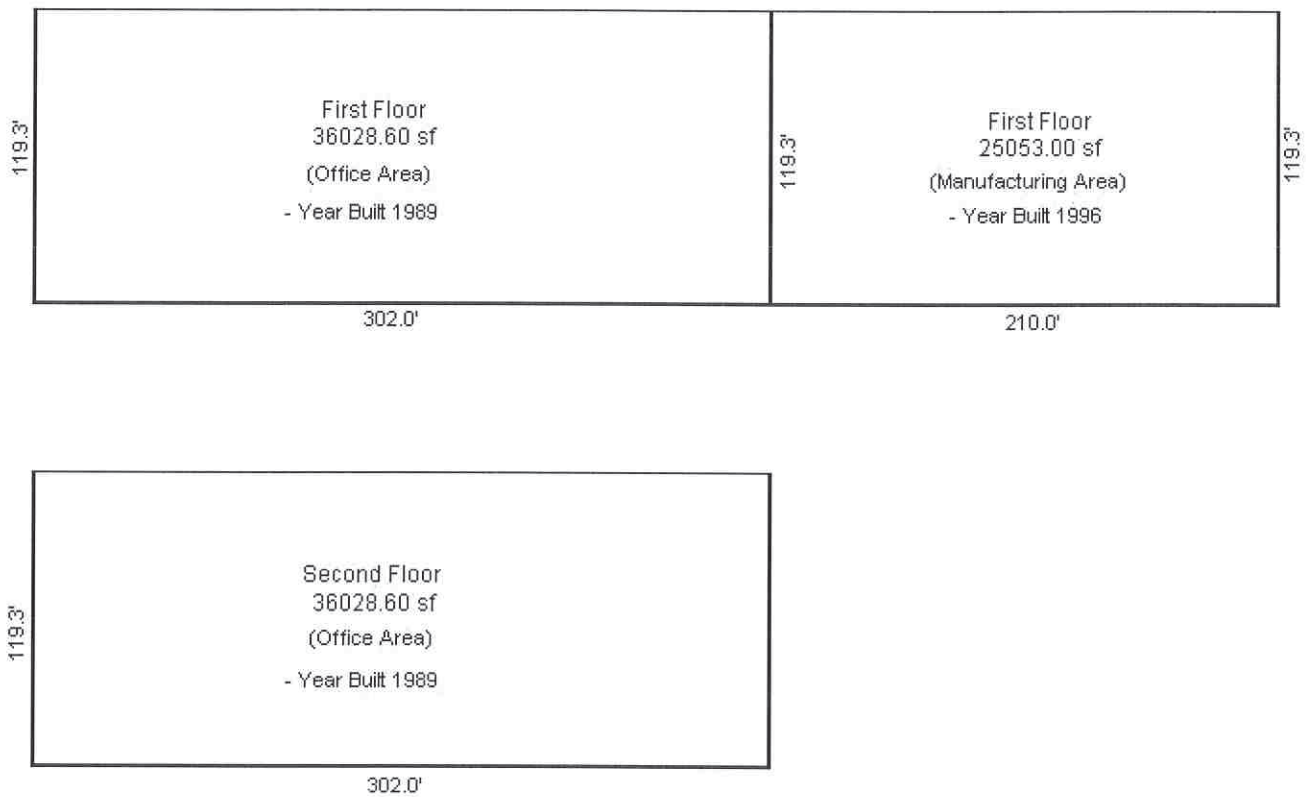 119.3'
First Floor
36028.60 sf
(Office Area)
- Year Built 1989
302.0'
119.3'
First Floor
25053.00 sf
(Manufacturing Area)
- Year Built 1996
119.3'
210.0'
119.3'
Second Floor
36028.60 sf
(Office Area)
- Year Built 1989
302.0'